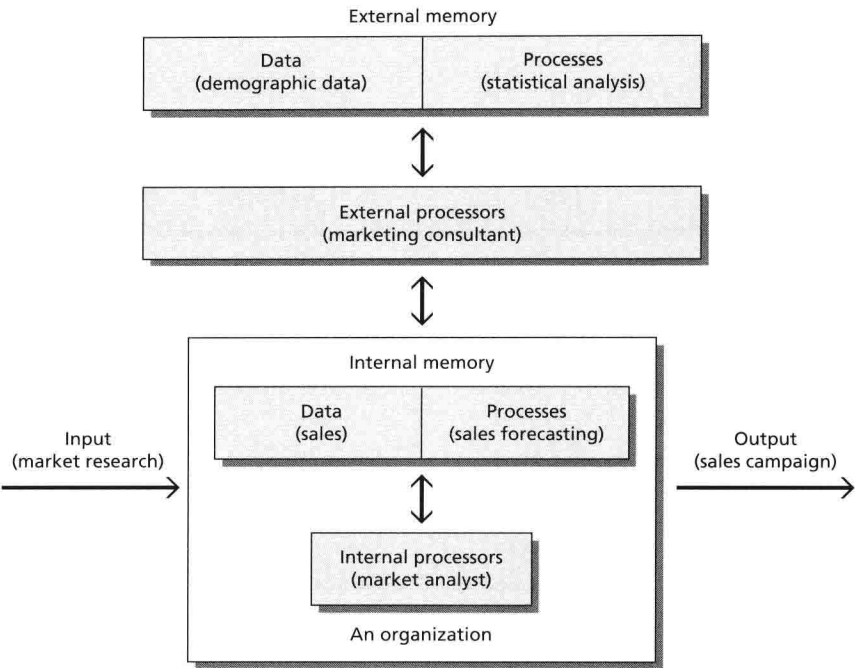 External memory
Data
(demographic data)
Processes
(statistical analysis)
External processors
(marketing consultant)
Internal memory
Data
(sales)
Processes
(sales forecasting)
Input
(market research)
Output
(sales campaign)
Internal processors
(market analyst)
An organization